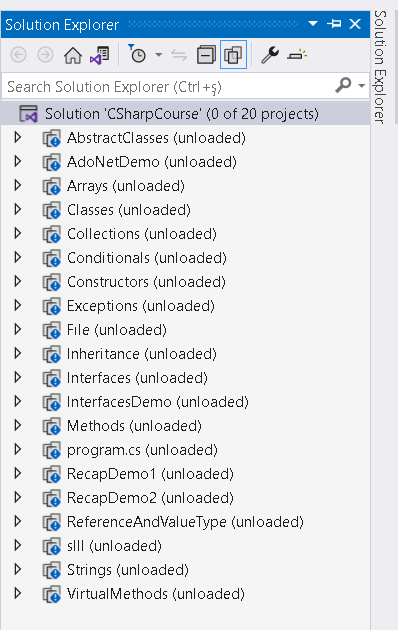 Solution Explorer
Search Solution Explorer (Ctrl+ş)
Solution 'CSharpCourse' (0 of 20 projects)
AbstractClasses (unloaded)
AdoNetDemo (unloaded)
Arrays (unloaded)
Classes (unloaded)
Collections (unloaded)
Conditionals (unloaded)
Constructors (unloaded)
Exceptions (unloaded)
File (unloaded)
Inheritance (unloaded)
Interfaces (unloaded)
InterfacesDemo (unloaded)
Methods (unloaded)
program.cs (unloaded)
RecapDemo1 (unloaded)
RecapDemo2 (unloaded)
ReferenceAndValueType (unloaded)
slll (unloaded)
Strings (unloaded)
VirtualMethods (unloaded)
Solution Explorer